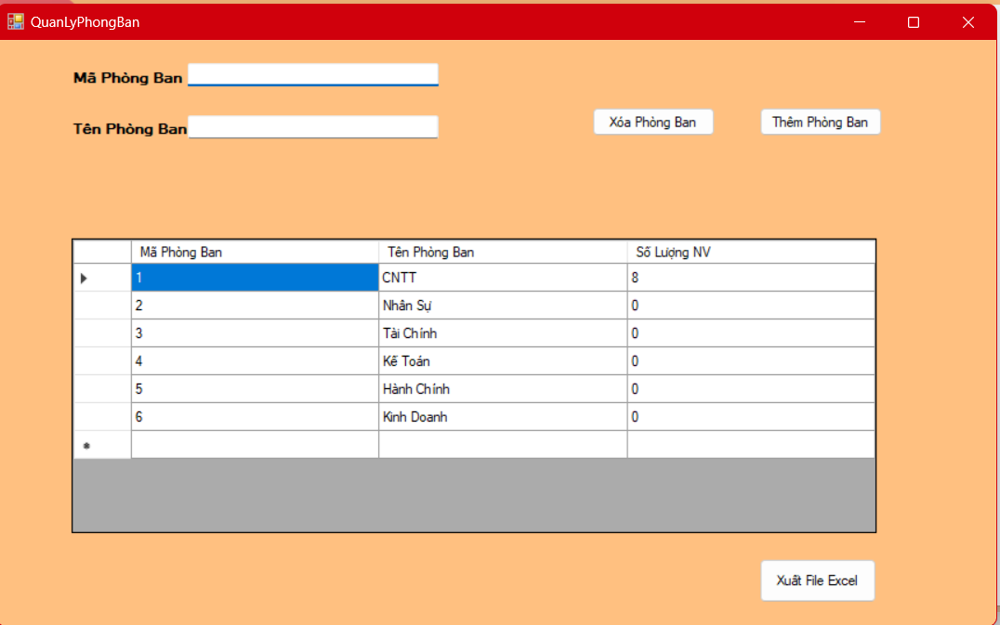 QuanLyPhongBan
Mã Phòng Ban
Tên Phòng Ban
Xóa Phòng Ban Thêm Phòng Ban
Mã Phòng Ban Tên Phòng Ban Số Lượng NV
1 CNTT 8
2 Nhân Sự 0
3 Tài Chính 0
4 Kế Toán 0
5 Hành Chính 0
6 Kinh Doanh 0
Xuất File Excel